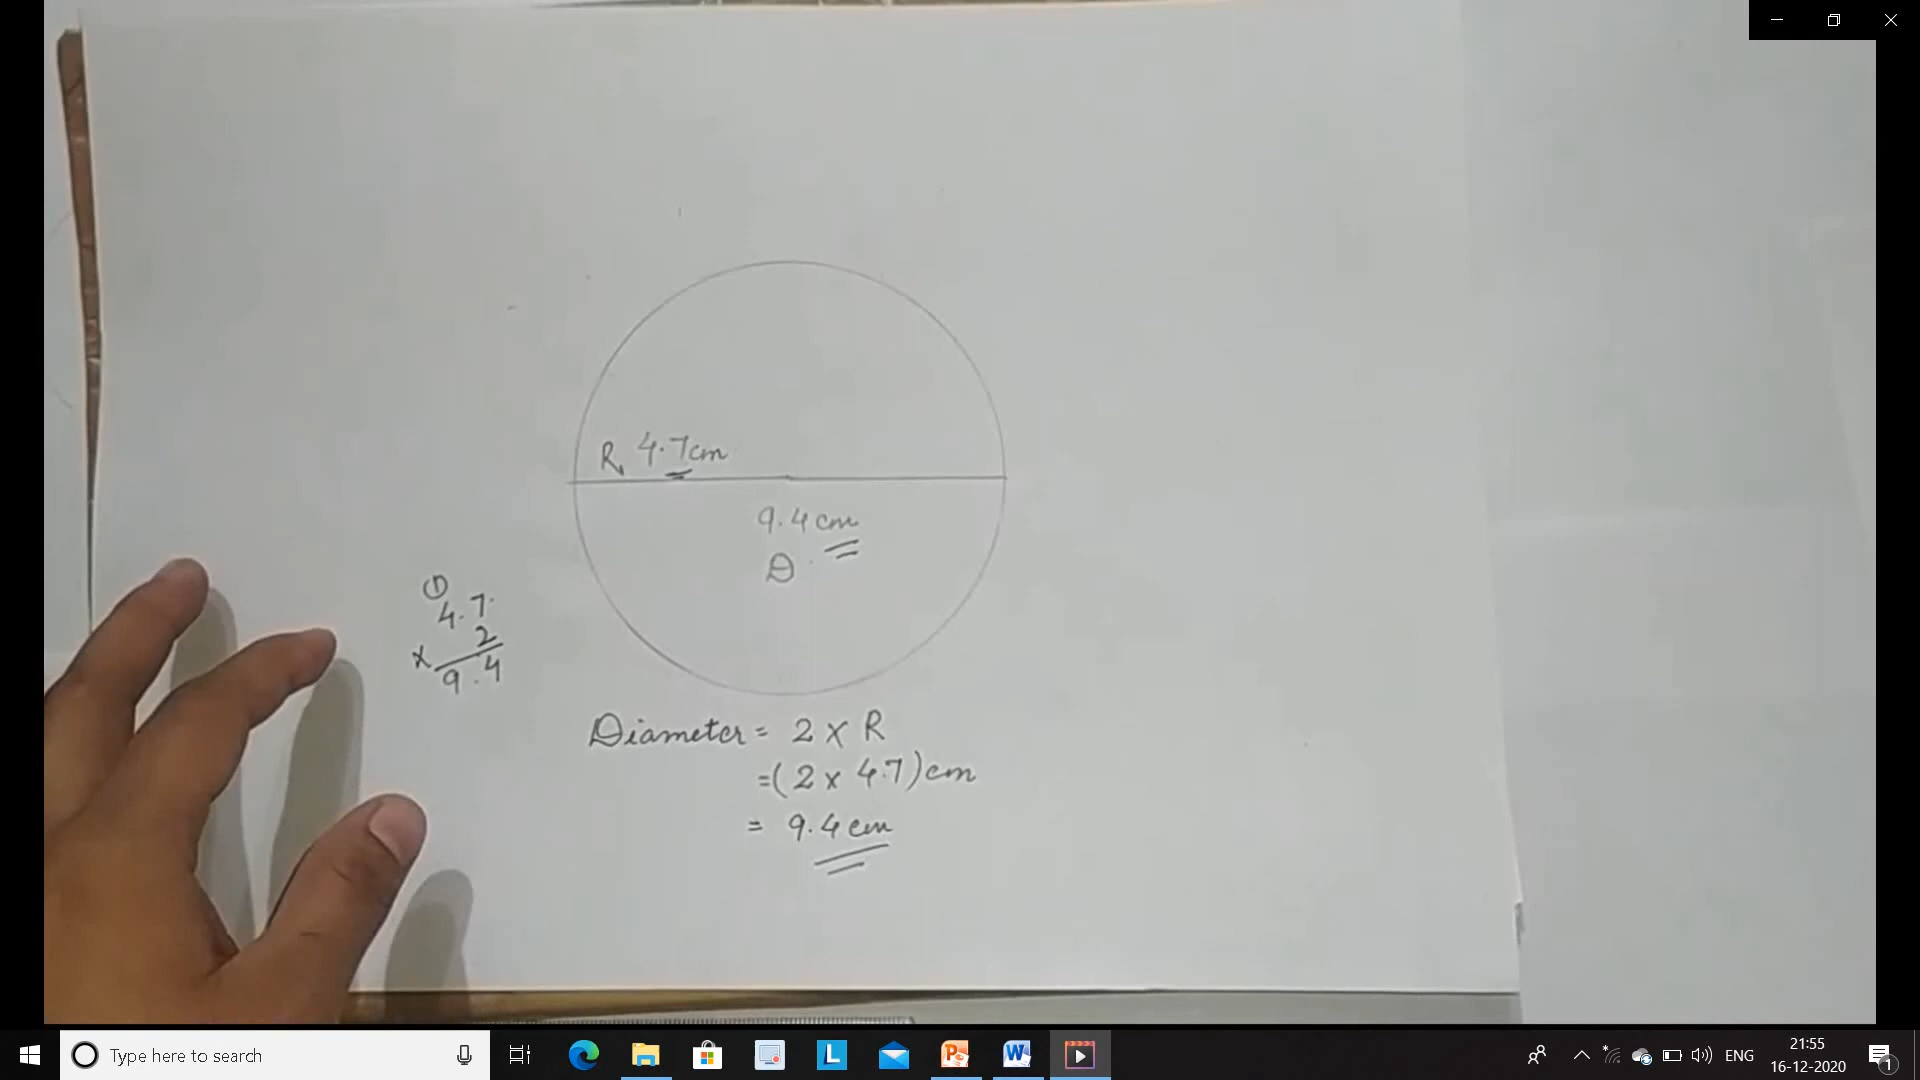 R, 4.7cm
9.4 cm
D
①
4.7
x 2
9.4
Diameter = 2 x R
=(2 x 4.7)cm
= 9.4 cm
Type here to search
ENG
21:55
16-12-2020
1